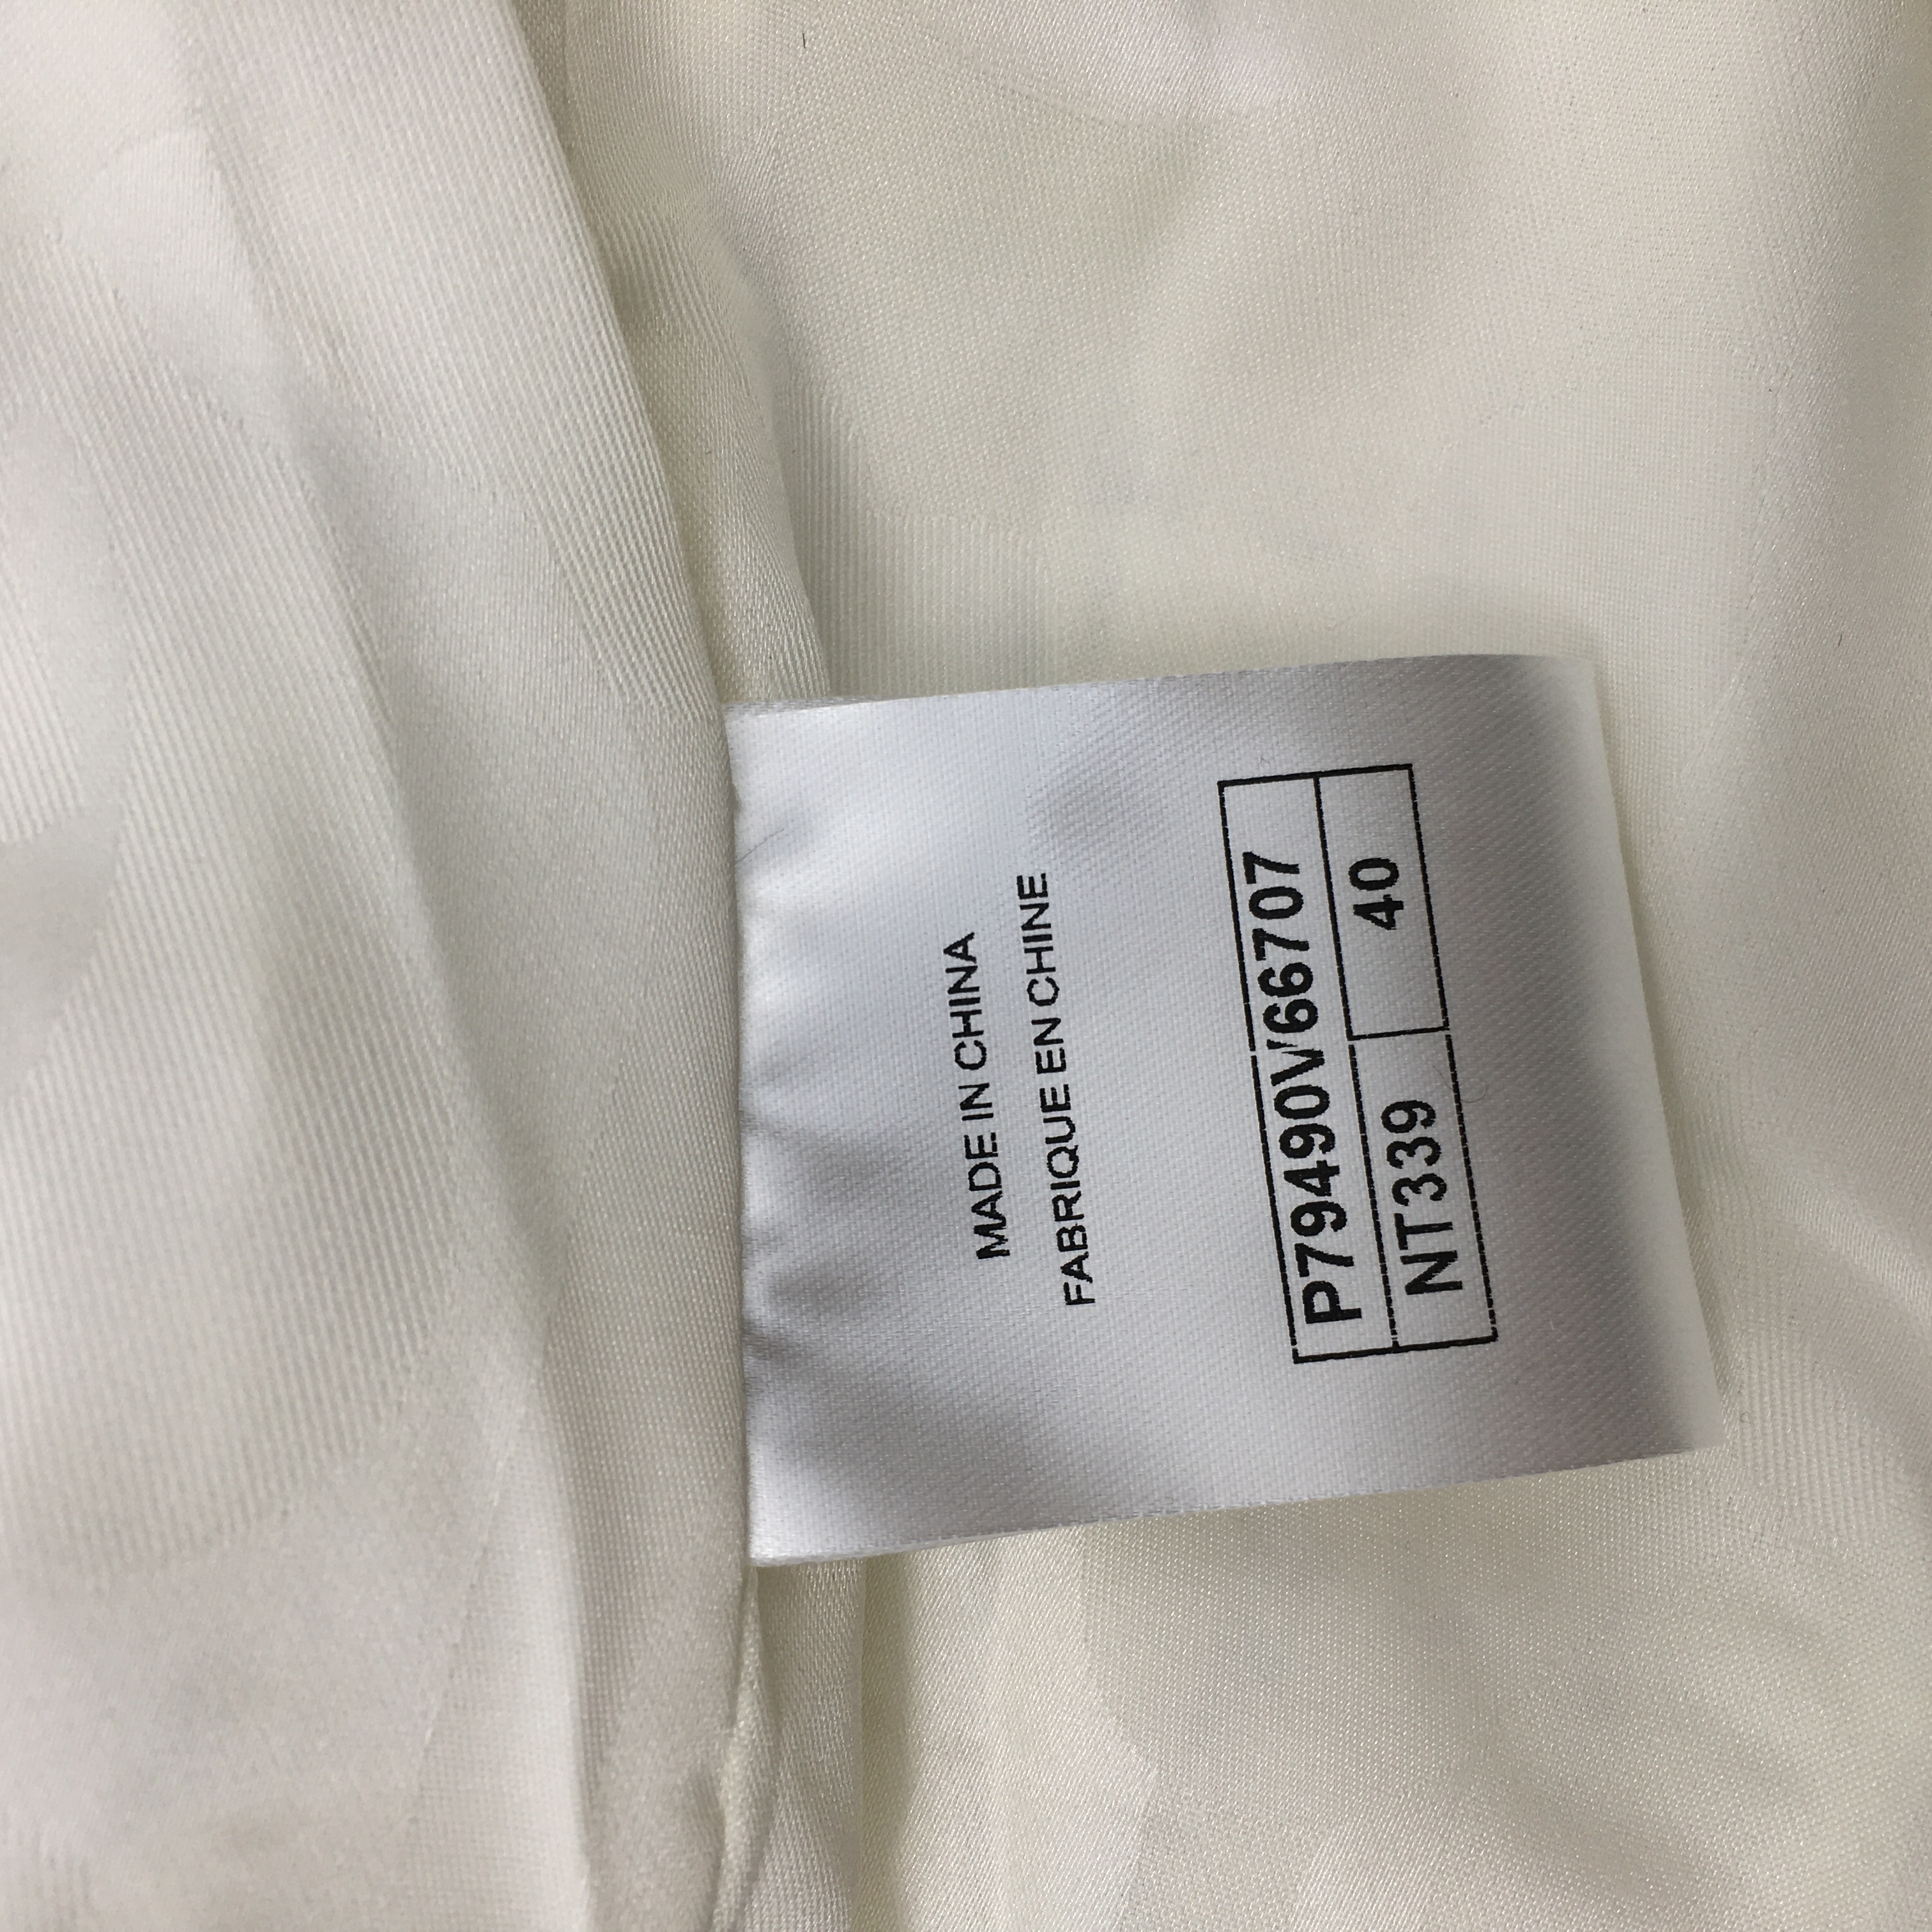 MADE IN CHINA
FABRIQUE EN CHINE
P79490V66707
NT339 40